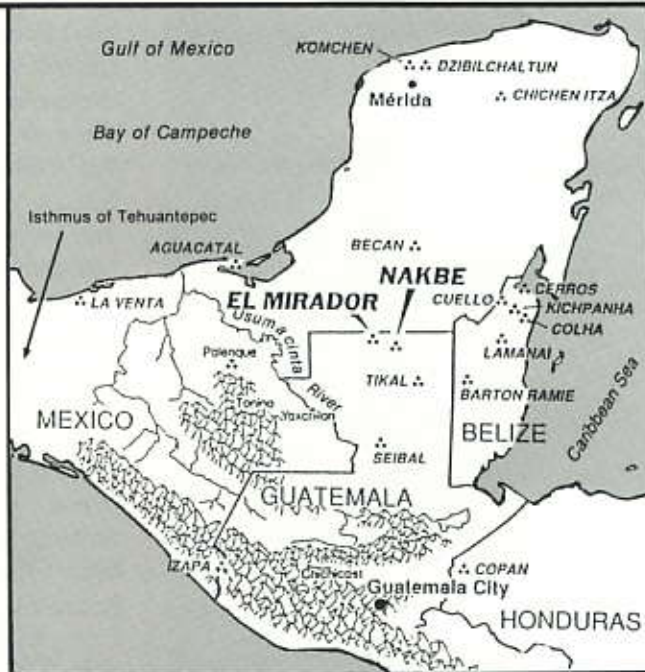 Gulf of Mexico
KOMCHEN
DZIBILCHALTUN
Mérida
CHICHEN ITZA
Bay of Campeche
Isthmus of Tehuantepec
AGUACATAL
BECAN
NAKBE
LA VENTA
EL MIRADOR
CUELLO
CERROS
KICHPANHA
COLHA
Usumacinta
River
LAMANAI
Palenque
TIKAL
Tonina
Yaxchilan
BARTON RAMIE
MEXICO
BELIZE
Caribbean Sea
SEIBAL
GUATEMALA
IZAPA
Chichicast
COPAN
Guatemala City
HONDURAS